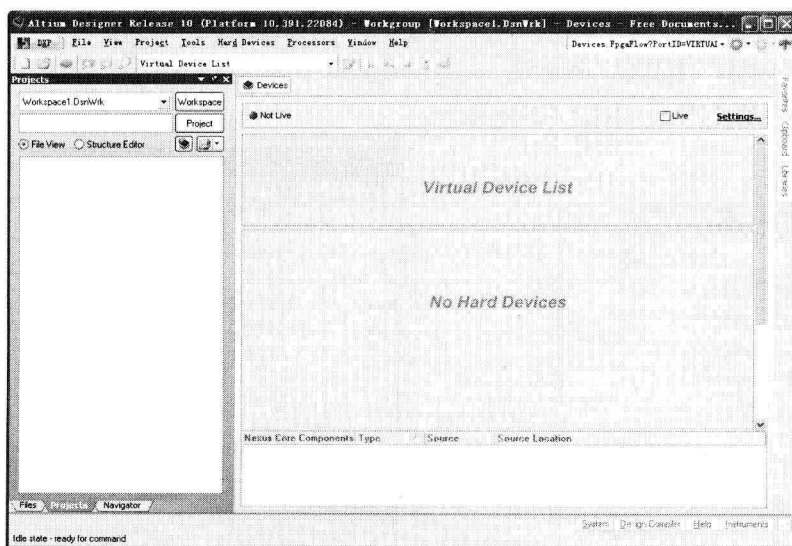 Altium Designer Release 10 (Platform 10.391.22084) - Workgroup [Workspace1.DsnWrk] - Devices - Free Documents...
DXP File View Project Tools Hard Devices Processors Window Help Devices.FpgaFlow?PortID=VIRTUAL
Virtual Device List
Projects
Workspace1.DsnWrk Workspace
Project
File View Structure Editor
Devices
Not Live Live Settings...
Virtual Device List
No Hard Devices
Nexus Core Components Type Source Source Location
Files Projects Navigator
Favorites Clipboard Libraries
System Design Compiler Help Instruments
Idle state - ready for command